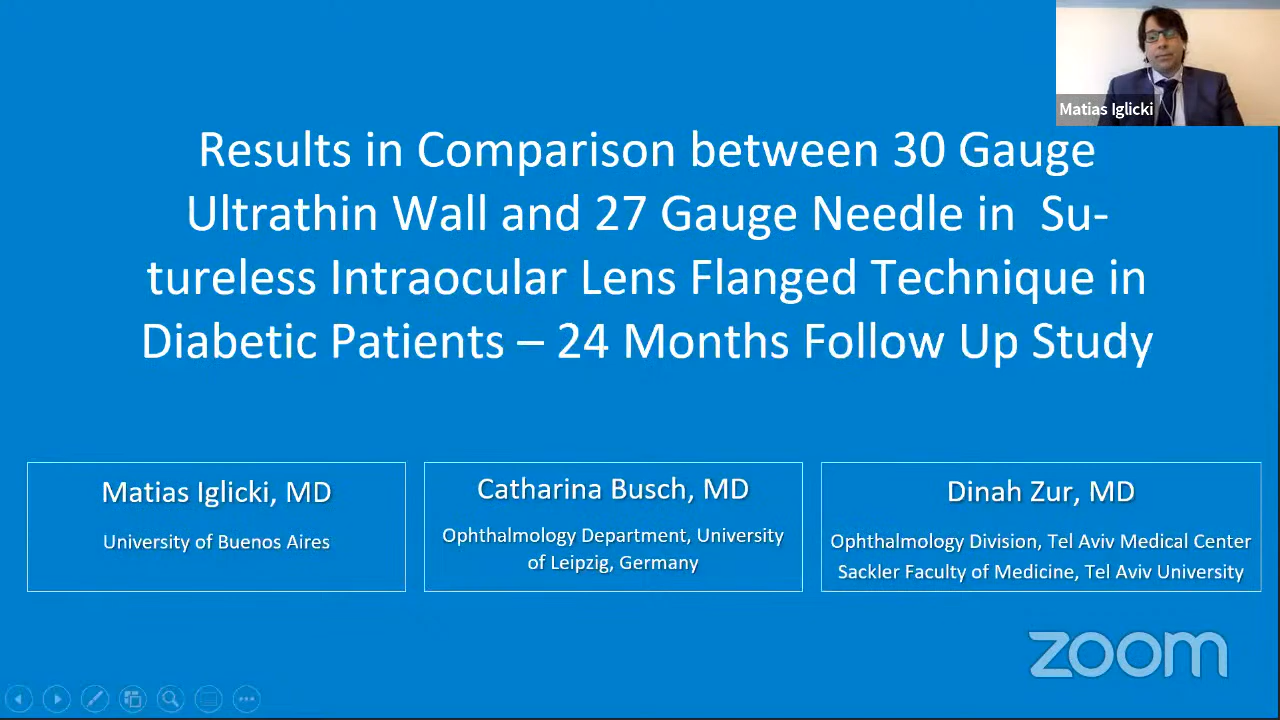 Matias Iglicki
Results in Comparison between 30 Gauge
Ultrathin Wall and 27 Gauge Needle in  Su-
tureless Intraocular Lens Flanged Technique in
Diabetic Patients – 24 Months Follow Up Study
Matias Iglicki, MD
University of Buenos Aires
Catharina Busch, MD
Ophthalmology Department, University
of Leipzig, Germany
Dinah Zur, MD
Ophthalmology Division, Tel Aviv Medical Center
Sackler Faculty of Medicine, Tel Aviv University
zoom